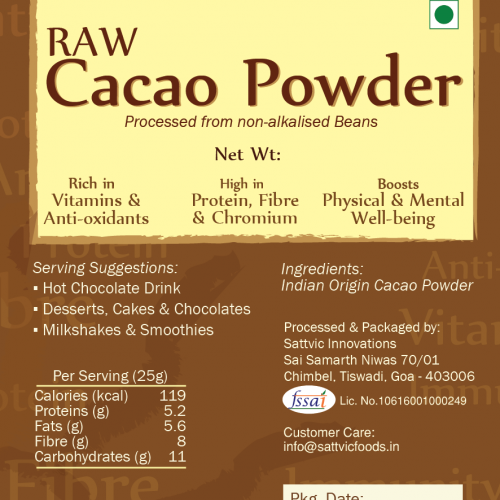 RAW
Cacao Powder
Processed from non-alkalised Beans
Net Wt:
Rich in
Vitamins &
Anti-oxidants
High in
Protein, Fibre
& Chromium
Boosts
Physical & Mental
Well-being
Serving Suggestions:
▪ Hot Chocolate Drink
▪ Desserts, Cakes & Chocolates
▪ Milkshakes & Smoothies
Per Serving (25g)
Calories (kcal) 119
Proteins (g) 5.2
Fats (g) 5.6
Fibre (g) 8
Carbohydrates (g) 11
Ingredients:
Indian Origin Cacao Powder
Processed & Packaged by:
Sattvic Innovations
Sai Samarth Niwas 70/01
Chimbel, Tiswadi, Goa - 403006
fssai Lic. No.10616001000249
Customer Care:
info@sattvicfoods.in
Pkg. Date:
Protein
Fibre